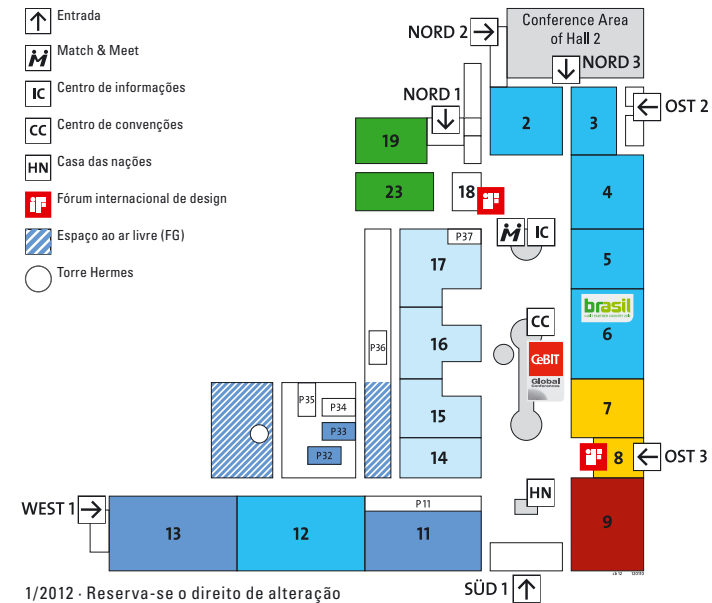 Entrada
Match & Meet
IC Centro de informações
CC Centro de convenções
HN Casa das nações
iF Fórum internacional de design
Espaço ao ar livre (FG)
Torre Hermes
Conference Area
of Hall 2
NORD 2
NORD 3
NORD 1
OST 2
2
3
19
23
18
iF
4
P37
IC
17
5
brasil
6
CC
CeBIT
Global
Conferences
16
P36
7
15
P35
P34
P33
P32
14
iF
8
OST 3
HN
WEST 1
P11
13
12
11
9
SÜD 1
1/2012 · Reserva-se o direito de alteração